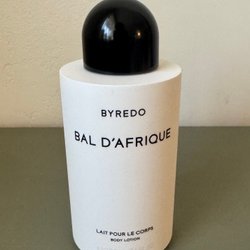 BYREDO
BAL D'AFRIQUE
LAIT POUR LE CORPS
BODY LOTION